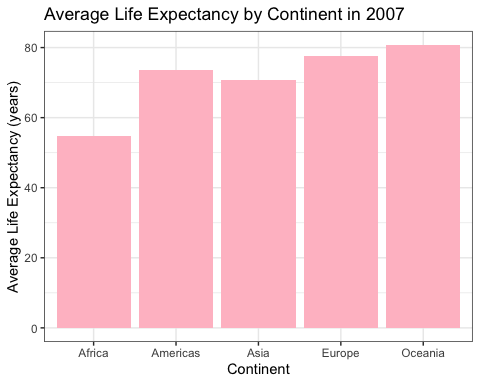 Average Life Expectancy by Continent in 2007
Average Life Expectancy (years)
80
60
40
20
0
Africa Americas Asia Europe Oceania
Continent